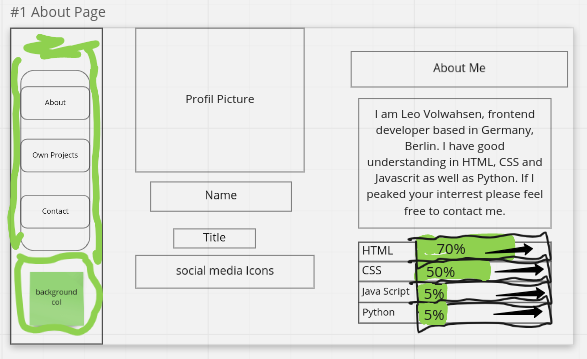 #1 About Page
About
Own Projects
Contact
background
col
Profil Picture
Name
Title
social media Icons
About Me
I am Leo Volwahsen, frontend
developer based in Germany,
Berlin. I have good
understanding in HTML, CSS and
Javascrit as well as Python. If I
peaked your interrest please feel
free to contact me.
HTML 70%
CSS 50%
Java Script 5%
Python 5%